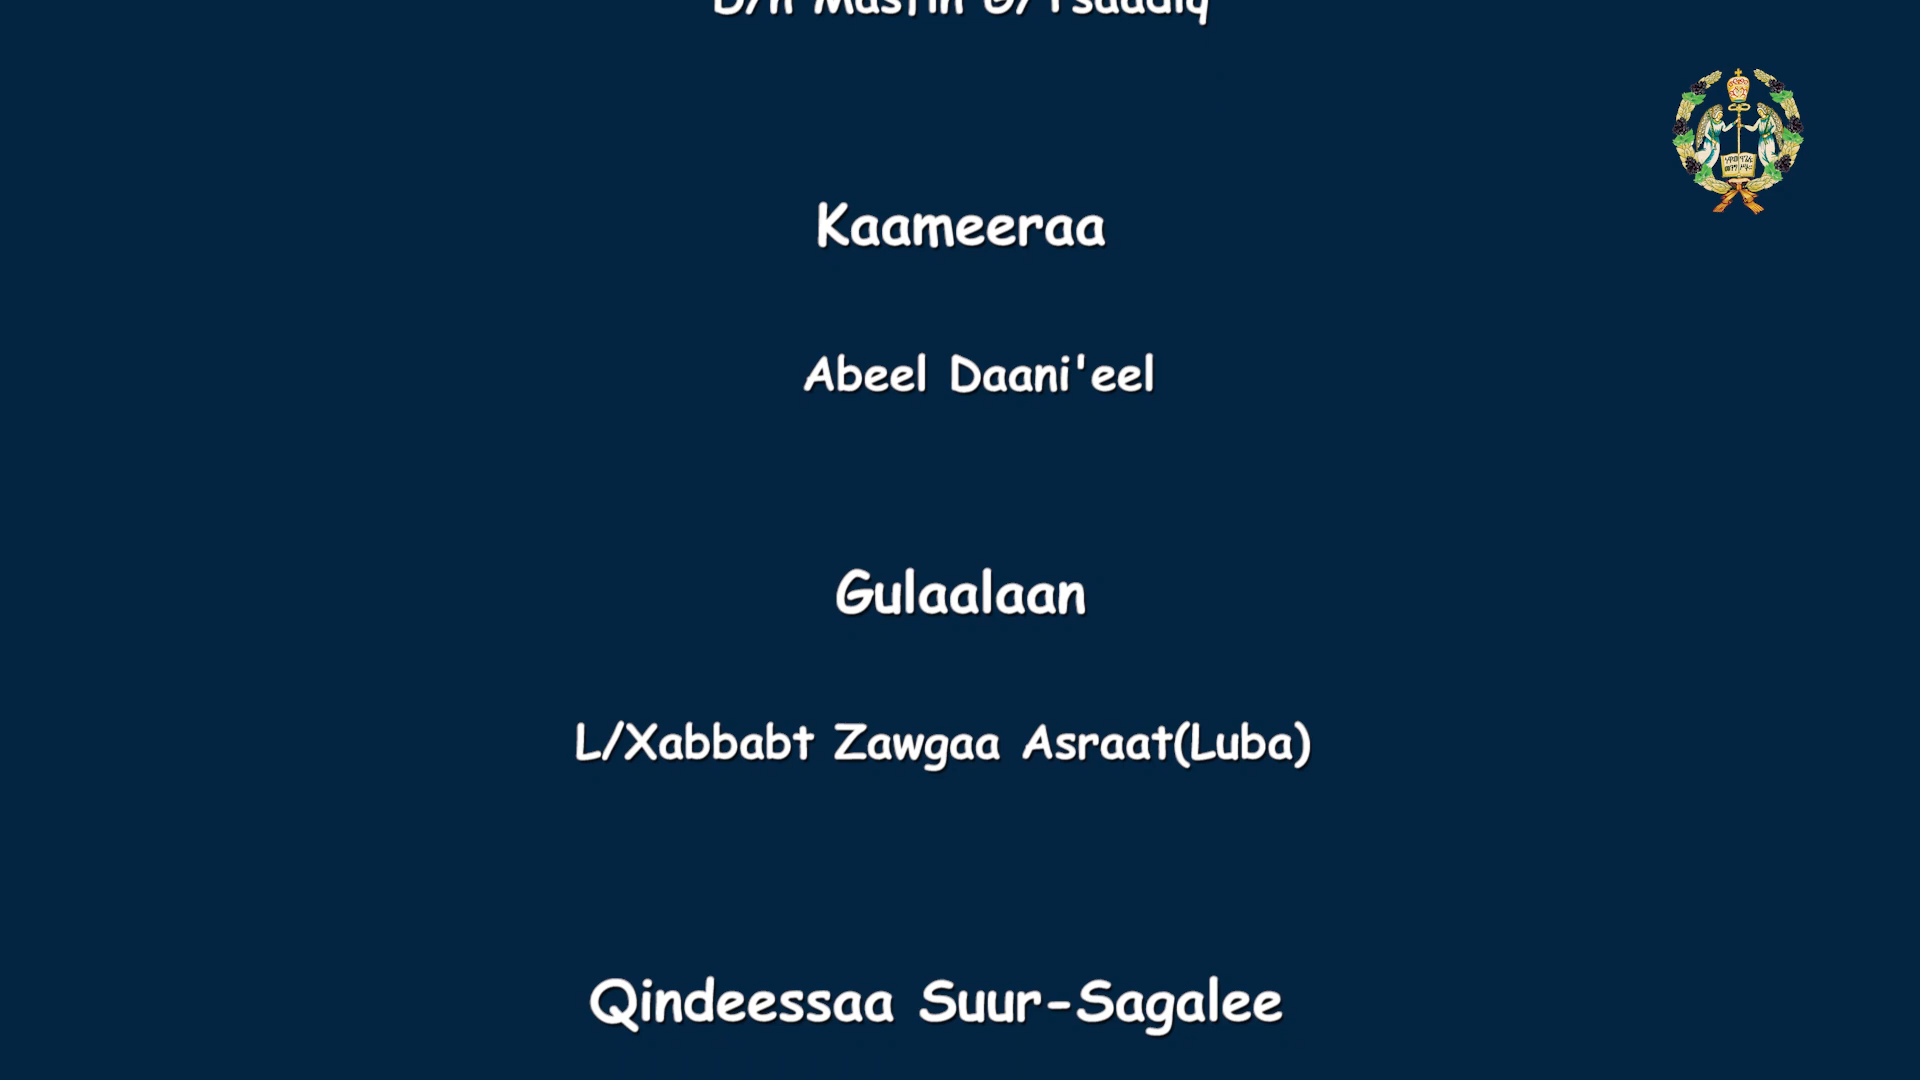 Kaameeraa
Abeel Daani'eel
Gulaalaan
L/Xabbabt Zawgaa Asraat(Luba)
Qindeessaa Suur-Sagalee